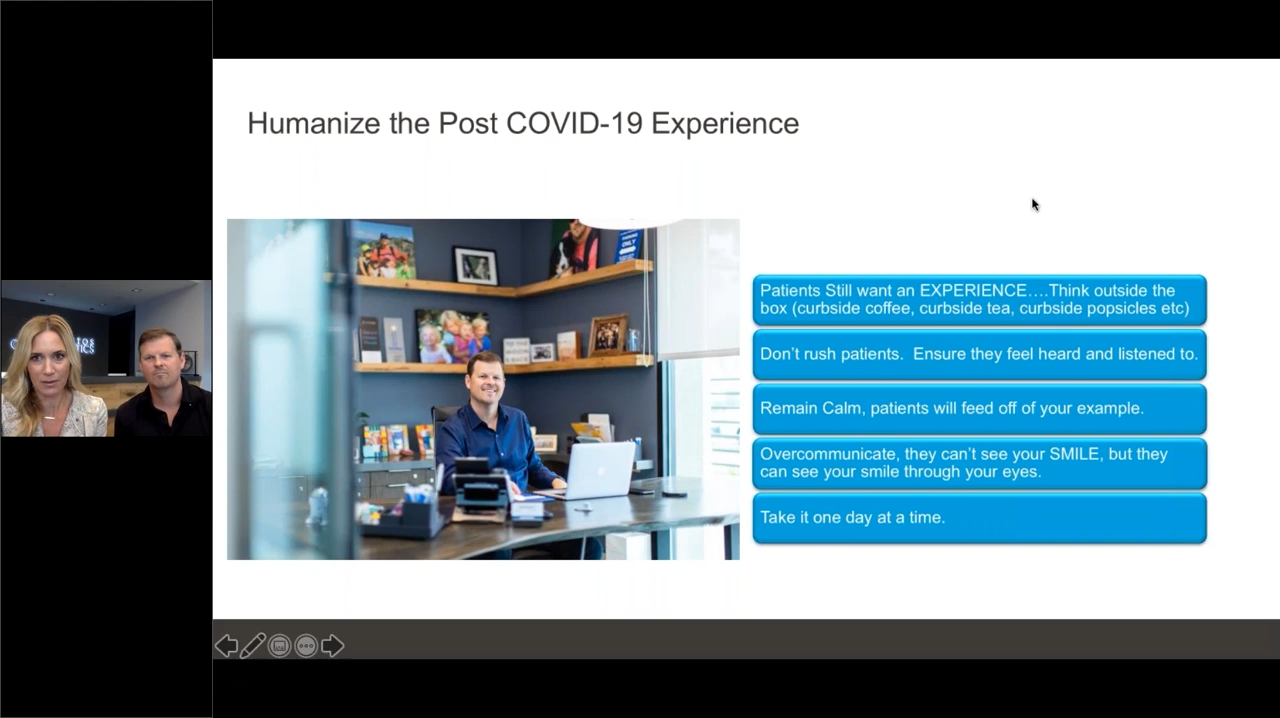 Humanize the Post COVID-19 Experience
Patients Still want an EXPERIENCE….Think outside the
box (curbside coffee, curbside tea, curbside popsicles etc)
Don’t rush patients.  Ensure they feel heard and listened to.
Remain Calm, patients will feed off of your example.
Overcommunicate, they can’t see your SMILE, but they
can see your smile through your eyes.
Take it one day at a time.